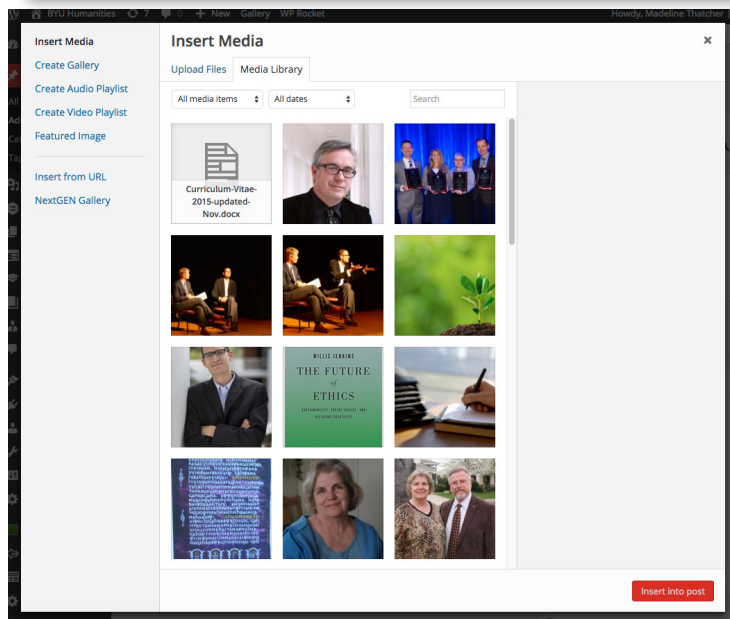 BYU Humanities 7 0 + New Gallery WP Rocket Howdy, Madeline Thatcher
Insert Media
Create Gallery
Create Audio Playlist
Create Video Playlist
Featured Image
Insert from URL
NextGEN Gallery
Insert Media ×
Upload Files Media Library
All media items All dates Search
Curriculum-Vitae-
2015-updated-
Nov.docx
WILLIS JENKINS
THE FUTURE
of
ETHICS
SUSTAINABILITY, SOCIAL JUSTICE, AND
RELIGIOUS CREATIVITY
Insert into post